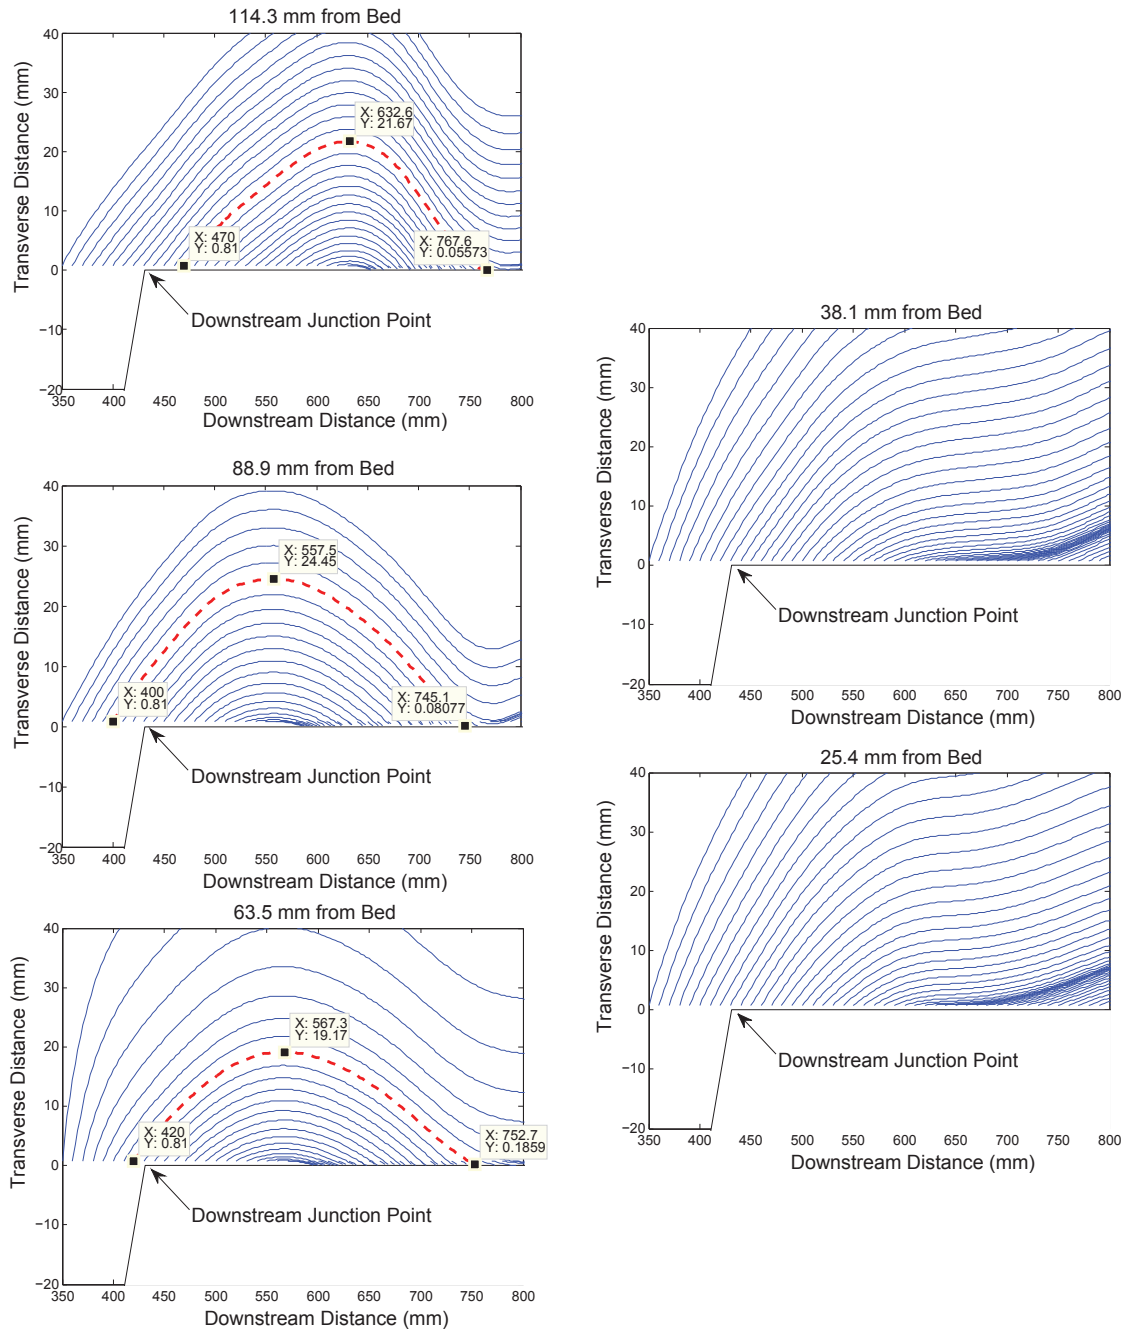 114.3 mm from Bed
Transverse Distance (mm)
40
30
20
10
0
−10
−20
X: 632.6
Y: 21.67
X: 470
Y: 0.81
X: 767.6
Y: 0.05573
Downstream Junction Point
350 400 450 500 550 600 650 700 750 800
Downstream Distance (mm)
88.9 mm from Bed
Transverse Distance (mm)
40
30
20
10
0
−10
−20
X: 557.5
Y: 24.45
X: 400
Y: 0.81
X: 745.1
Y: 0.08077
Downstream Junction Point
350 400 450 500 550 600 650 700 750 800
Downstream Distance (mm)
63.5 mm from Bed
Transverse Distance (mm)
40
30
20
10
0
−10
−20
X: 567.3
Y: 19.17
X: 420
Y: 0.81
X: 752.7
Y: 0.1859
Downstream Junction Point
350 400 450 500 550 600 650 700 750 800
Downstream Distance (mm)
38.1 mm from Bed
Transverse Distance (mm)
40
30
20
10
0
−10
−20
Downstream Junction Point
350 400 450 500 550 600 650 700 750 800
Downstream Distance (mm)
25.4 mm from Bed
Transverse Distance (mm)
40
30
20
10
0
−10
−20
Downstream Junction Point
350 400 450 500 550 600 650 700 750 800
Downstream Distance (mm)